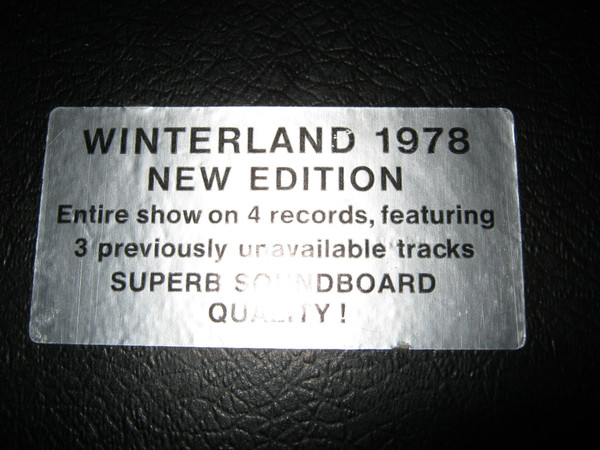 WINTERLAND 1978
NEW EDITION
Entire show on 4 records, featuring
3 previously unavailable tracks
SUPERB SOUNDBOARD
QUALITY !